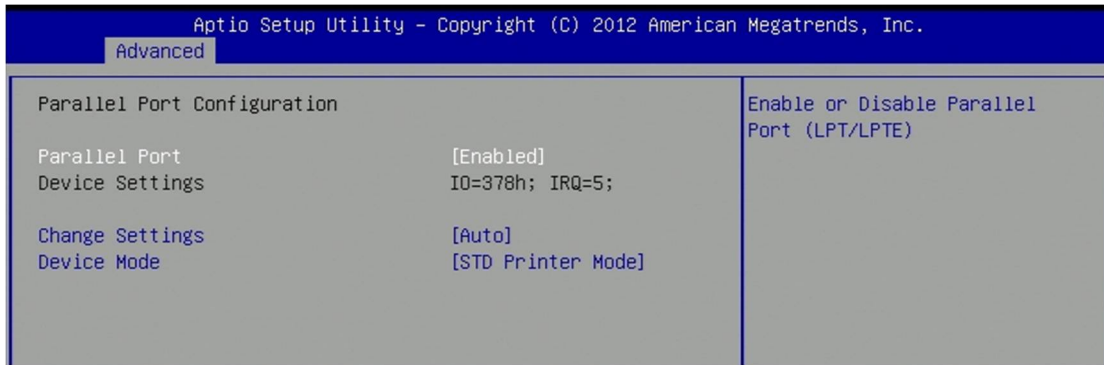 Aptio Setup Utility – Copyright (C) 2012 American Megatrends, Inc.
Advanced
Parallel Port Configuration
Parallel Port [Enabled]
Device Settings IO=378h; IRQ=5;
Change Settings [Auto]
Device Mode [STD Printer Mode]
Enable or Disable Parallel
Port (LPT/LPTE)